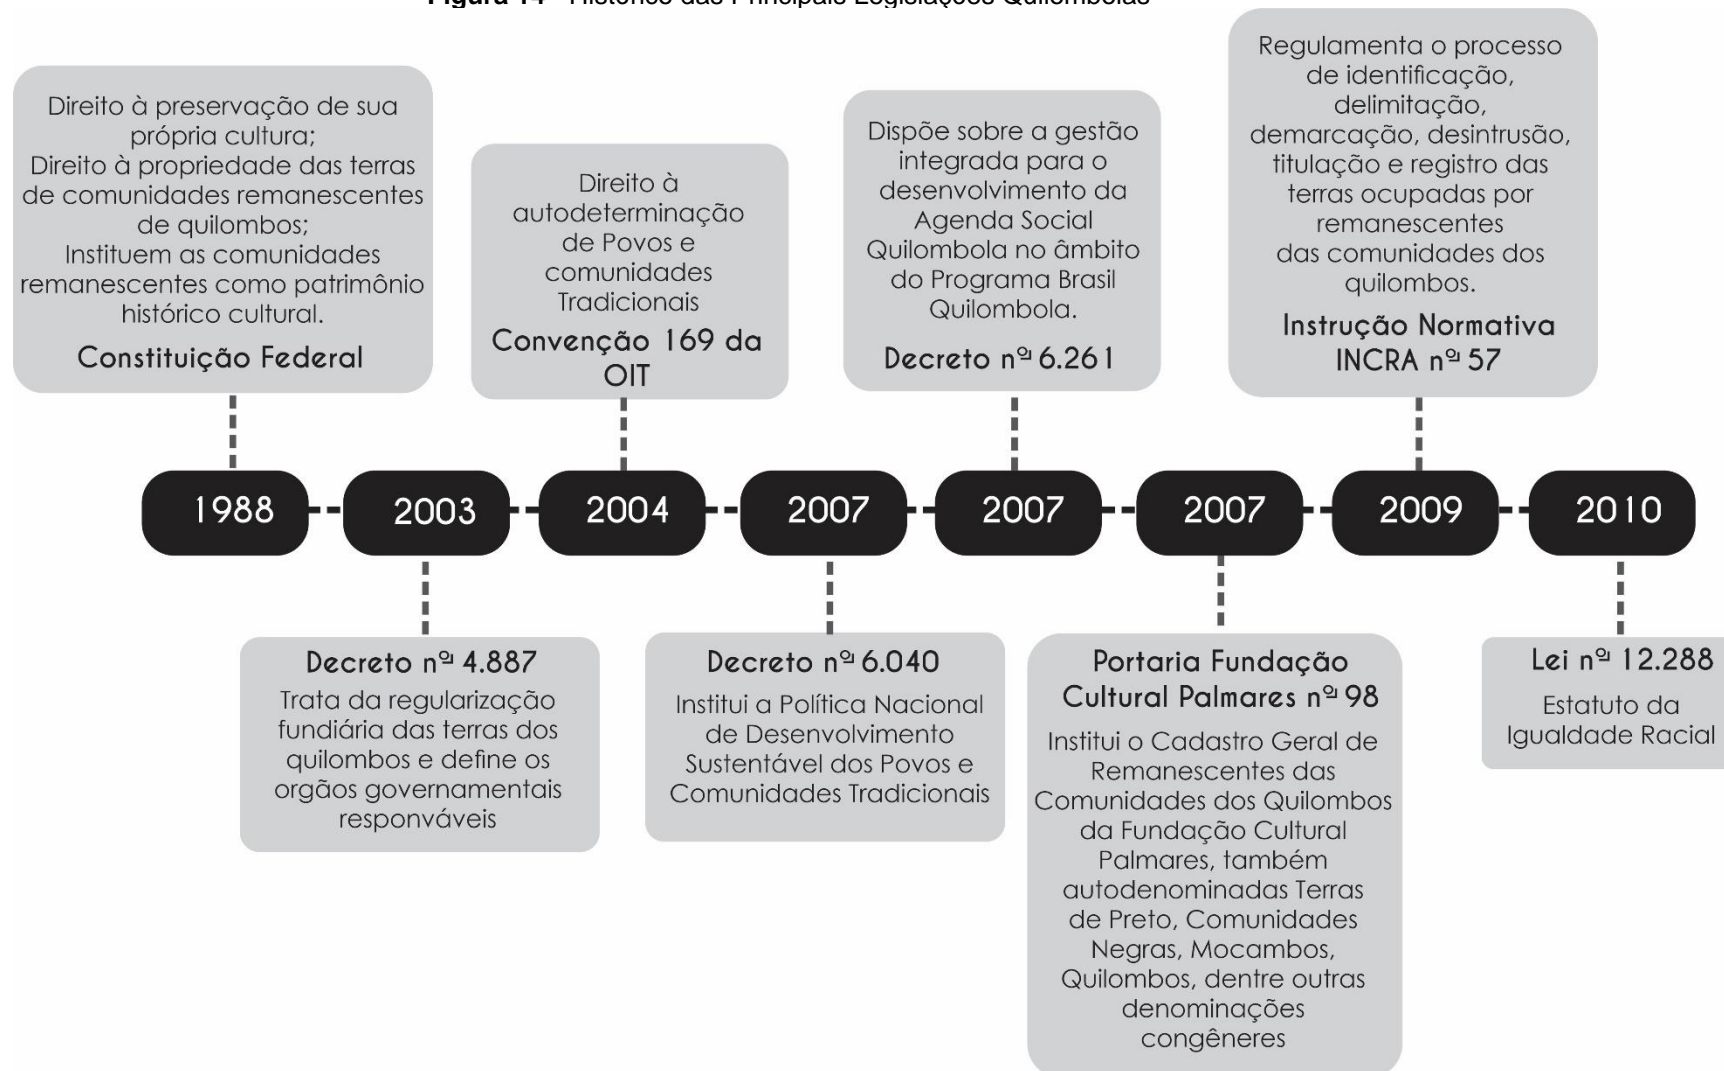 Figura 14 - Histórico das Principais Legislações Quilombolas
Direito à preservação de sua
própria cultura;
Direito à propriedade das terras
de comunidades remanescentes
de quilombos;
Instituem as comunidades
remanescentes como patrimônio
histórico cultural.
Constituição Federal
Direito à
autodeterminação
de Povos e
comunidades
Tradicionais
Convenção 169 da
OIT
Dispõe sobre a gestão
integrada para o
desenvolvimento da
Agenda Social
Quilombola no âmbito
do Programa Brasil
Quilombola.
Decreto nº 6.261
Regulamenta o processo
de identificação,
delimitação,
demarcação, desintrusão,
titulação e registro das
terras ocupadas por
remanescentes
das comunidades dos
quilombos.
Instrução Normativa
INCRA nº 57
1988
2003
2004
2007
2007
2007
2009
2010
Decreto nº 4.887
Trata da regularização
fundiária das terras dos
quilombos e define os
orgãos governamentais
responváveis
Decreto nº 6.040
Institui a Política Nacional
de Desenvolvimento
Sustentável dos Povos e
Comunidades Tradicionais
Portaria Fundação
Cultural Palmares nº 98
Institui o Cadastro Geral de
Remanescentes das
Comunidades dos Quilombos
da Fundação Cultural
Palmares, também
autodenominadas Terras
de Preto, Comunidades
Negras, Mocambos,
Quilombos, dentre outras
denominações
congêneres
Lei nº 12.288
Estatuto da
Igualdade Racial